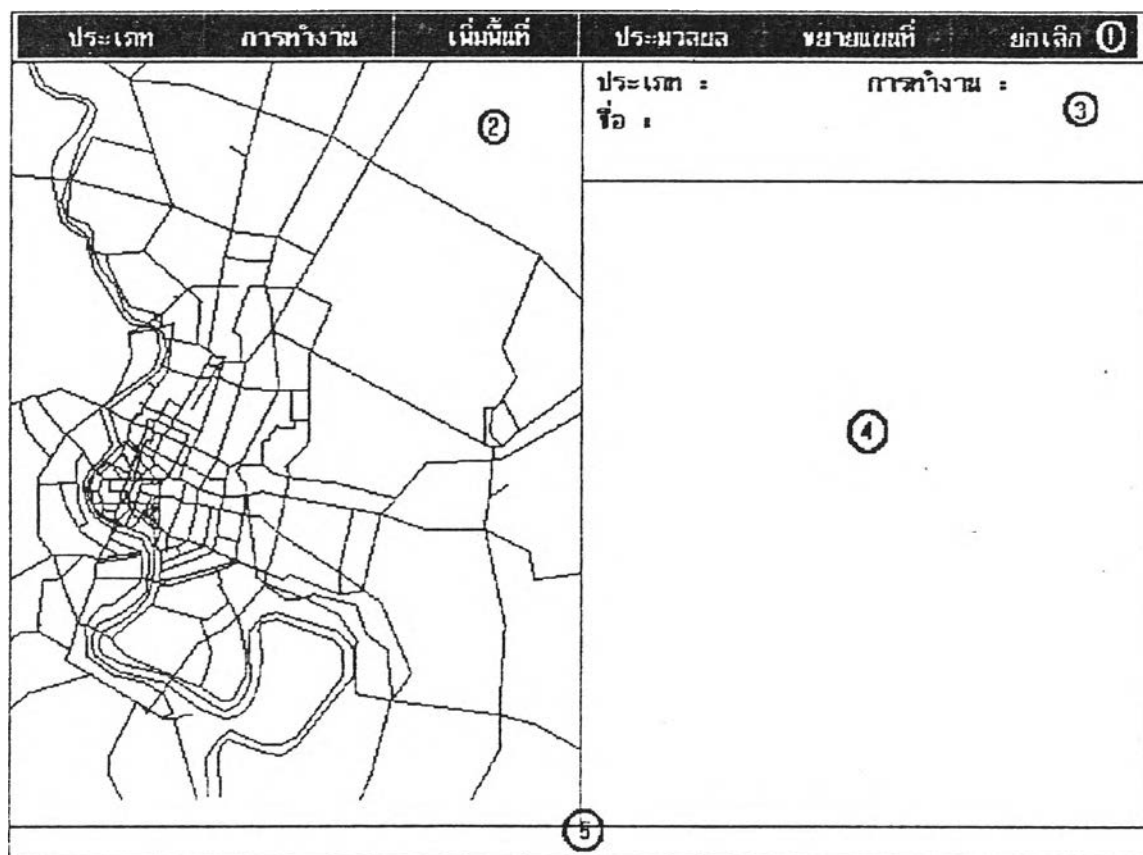 ประเภท การทำงาน เพิ่มพื้นที่ ประมวลผล ขยายแผนที่ ยกเลิก 1
2
ประเภท : การทำงาน : 3
ชื่อ :
4
5